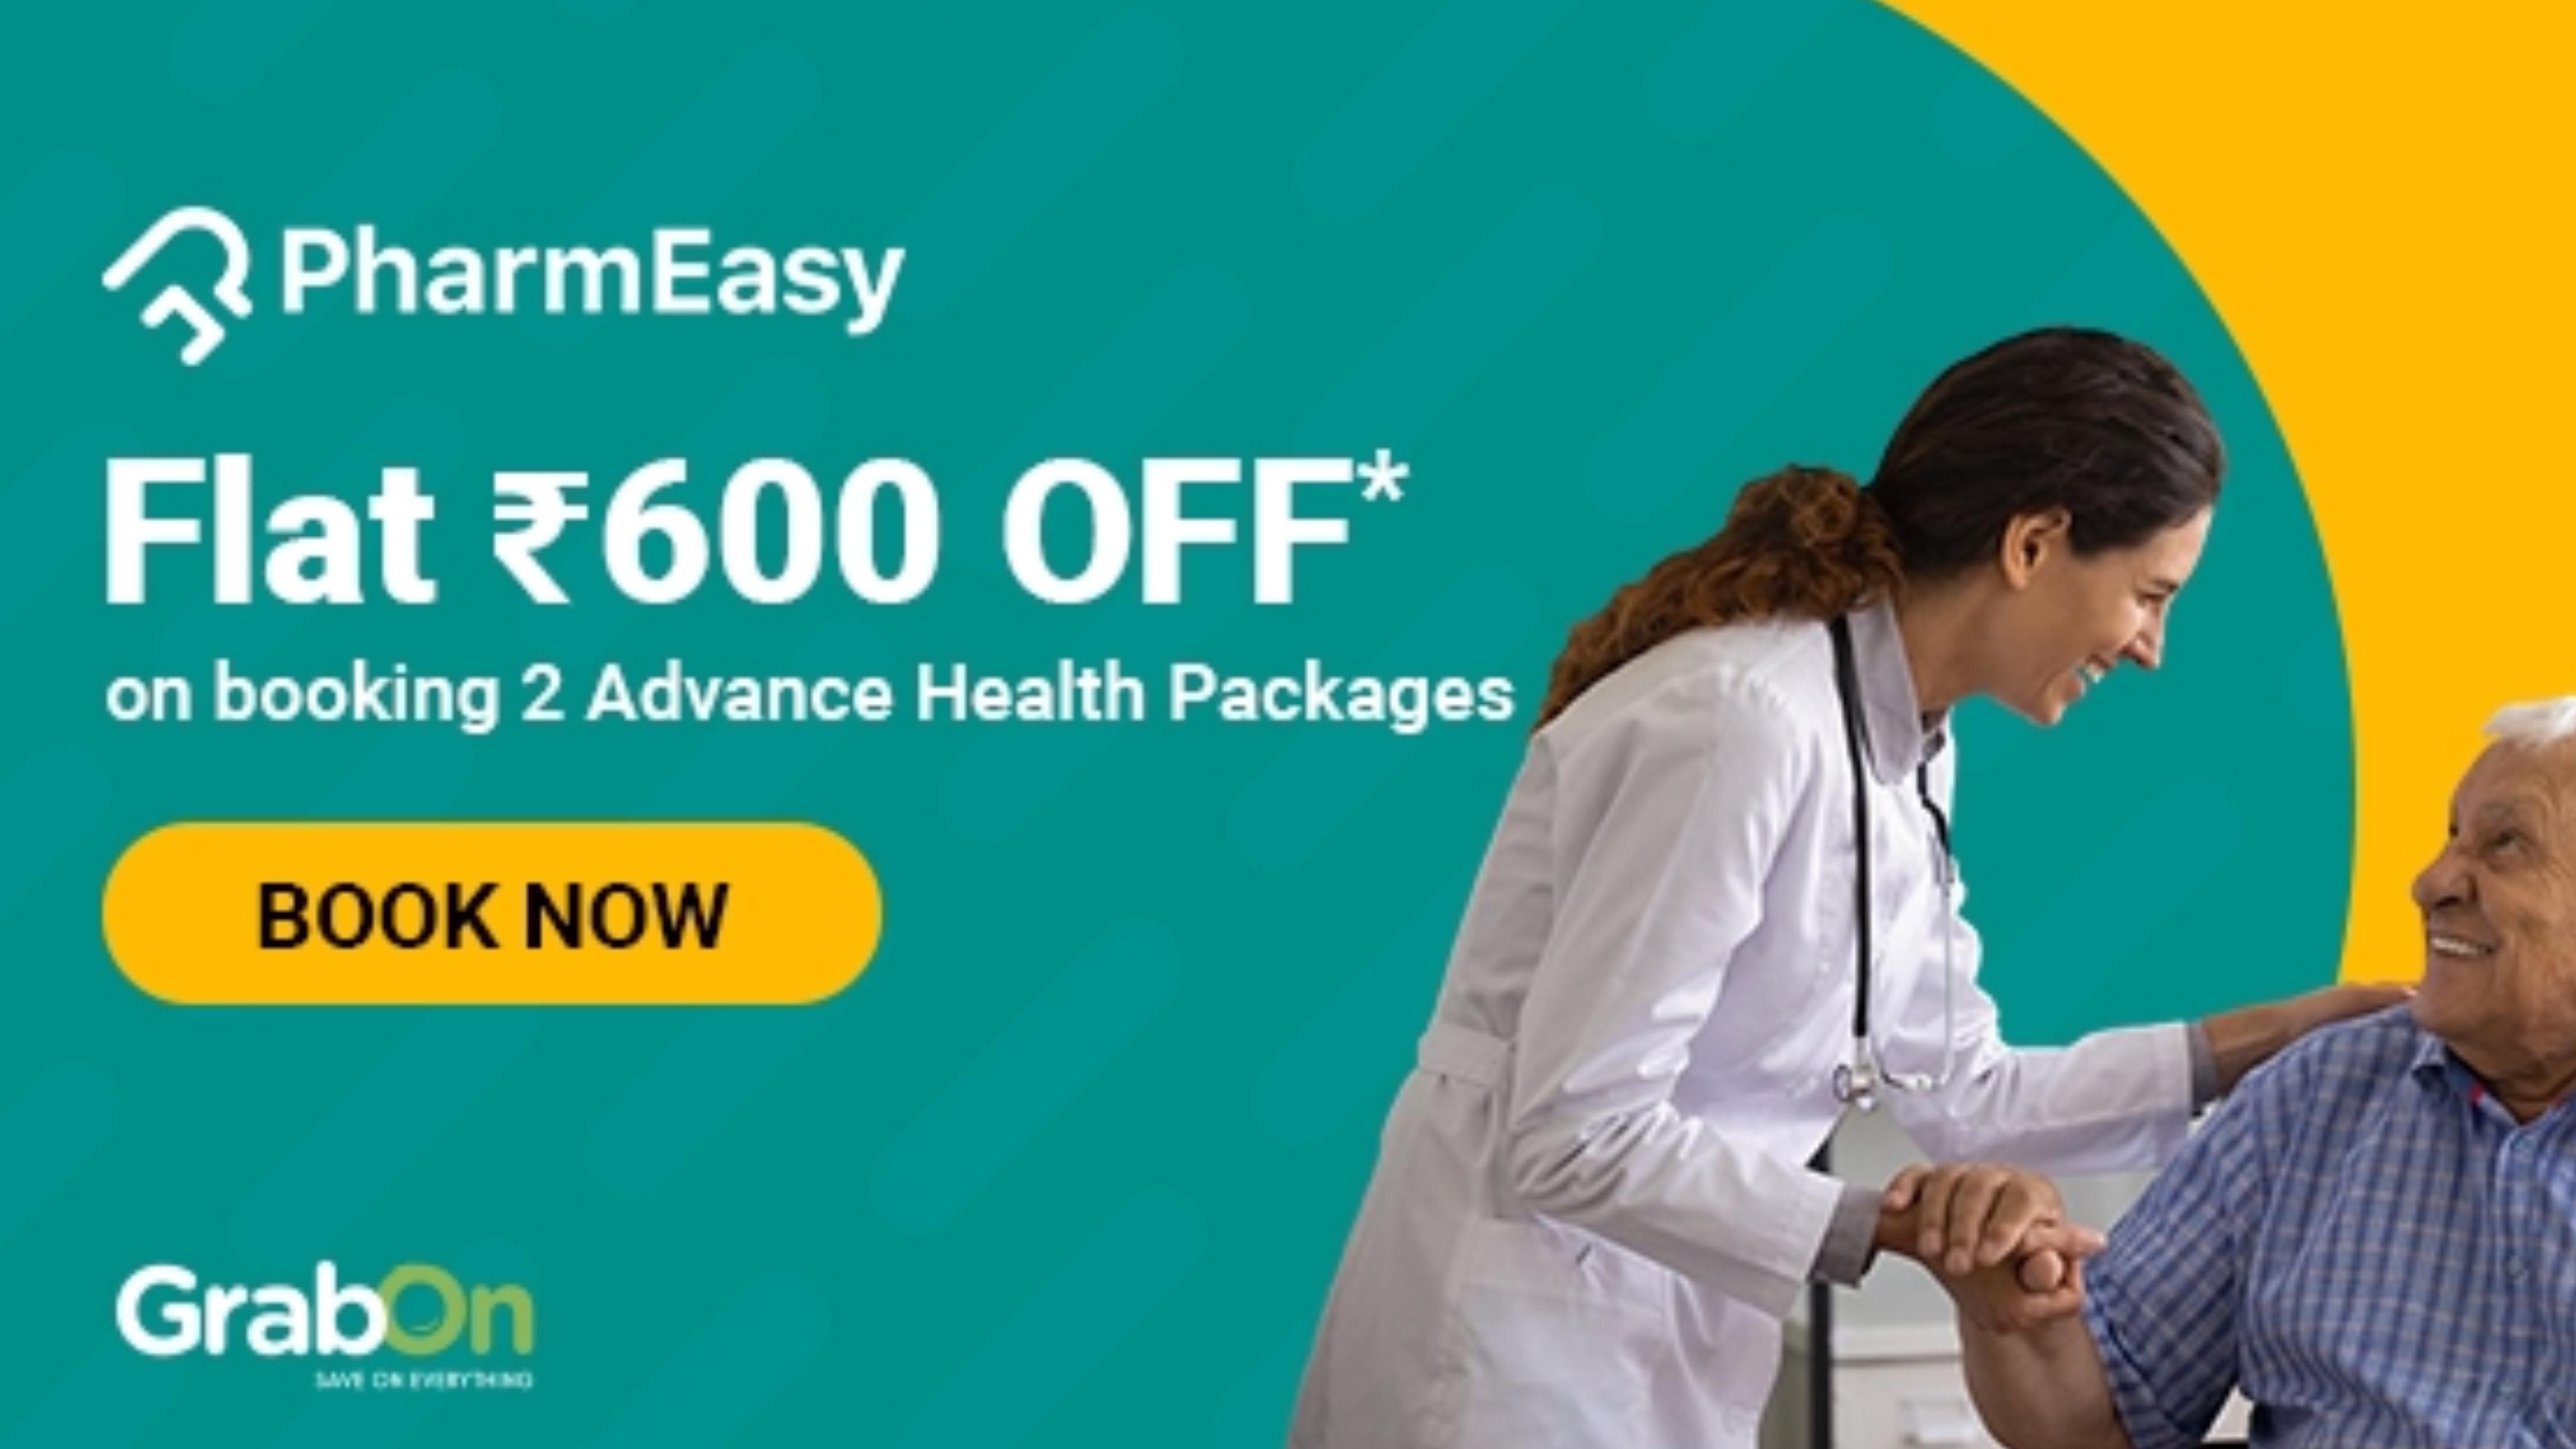 PharmEasy
Flat ₹600 OFF*
on booking 2 Advance Health Packages
BOOK NOW
GrabOn
SAVE ON EVERYTHING